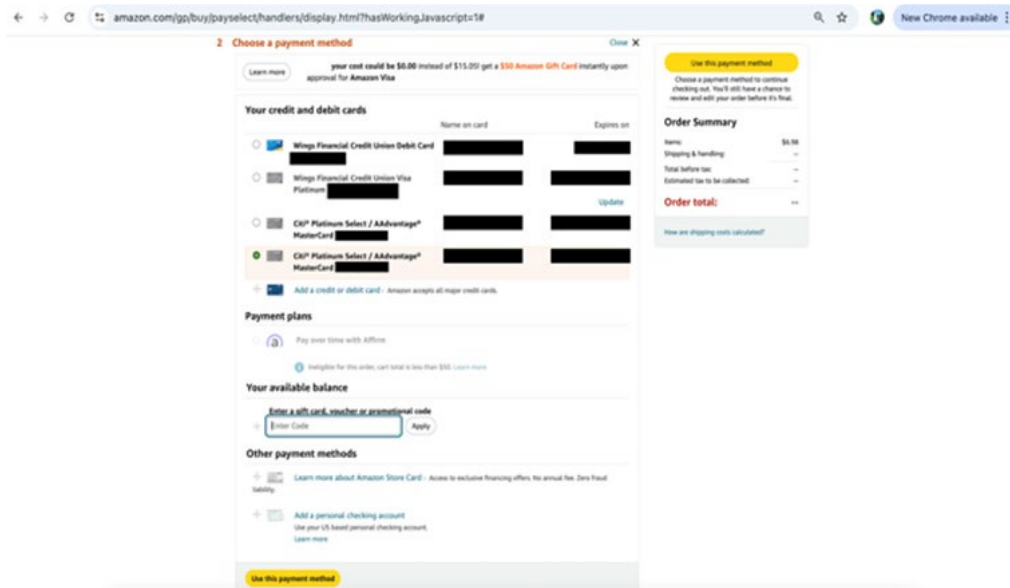 amazon.com/gp/buy/payselect/handlers/display.html?hasWorkingJavascript=1#
New Chrome available
2 Choose a payment method
Close X
Learn more
your cost could be $0.00 instead of $15.05! get a $50 Amazon Gift Card instantly upon
approval for Amazon Visa
Your credit and debit cards
Name on card
Expires on
Wings Financial Credit Union Debit Card
Wings Financial Credit Union Visa
Platinum
Update
Citi® Platinum Select / AAdvantage®
MasterCard
Citi® Platinum Select / AAdvantage®
MasterCard
Add a credit or debit card - Amazon accepts all major credit cards.
Payment plans
a
Pay over time with Affirm
Ineligible for this order, cart total is less than $50. Learn more
Your available balance
Enter a gift card, voucher or promotional code
Enter Code
Apply
Other payment methods
Learn more about Amazon Store Card - Access to exclusive financing offers. No annual fee. Zero fraud
liability.
Add a personal checking account
Use your US based personal checking account.
Learn more
Use this payment method
Use this payment method
Choose a payment method to continue
checking out. You'll still have a chance to
review and edit your order before it's final.
Order Summary
Items: $6.98
Shipping & handling: --
Total before tax: --
Estimated tax to be collected: --
Order total: --
How are shipping costs calculated?